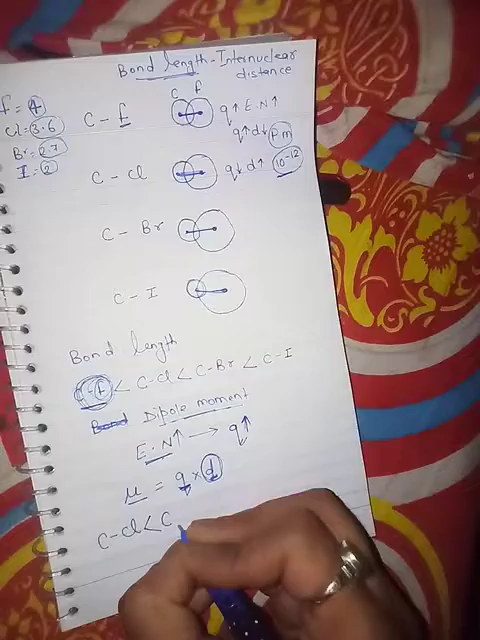 Bond length - Internuclear
distance
f = 4
Cl = 3.6
Br = 2.7
I = 2
C - f
C f
q↑ E.N↑
q↑ d↓ pm
C - Cl
q↓ d↑ 10-12
C - Br
C - I
Bond length
C-f < C-Cl < C-Br < C-I
Dipole moment
E.N↑ → q↑
μ = q × d
C-Cl < C